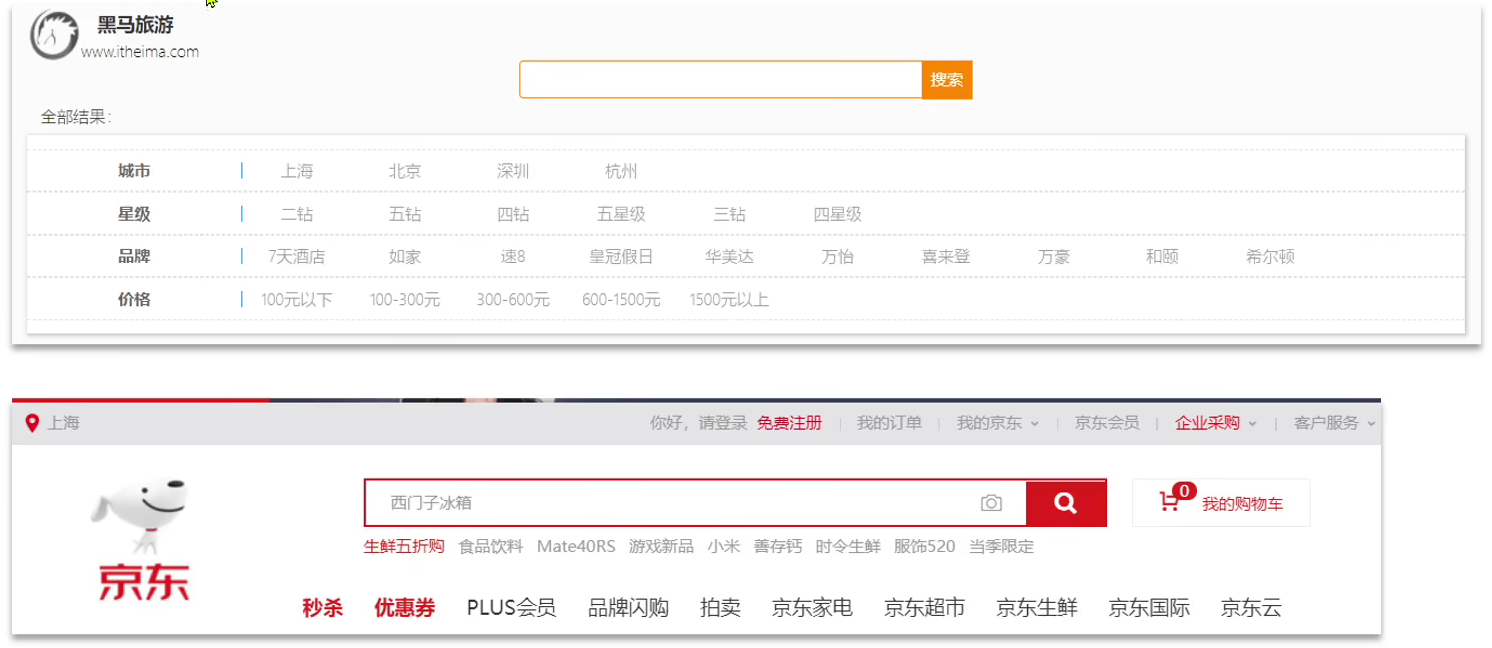 黑马旅游
www.itheima.com
搜索
全部结果:
城市 | 上海 北京 深圳 杭州
星级 | 二钻 五钻 四钻 五星级 三钻 四星级
品牌 | 7天酒店 如家 速8 皇冠假日 华美达 万怡 喜来登 万豪 和颐 希尔顿
价格 | 100元以下 100-300元 300-600元 600-1500元 1500元以上
上海 你好，请登录 免费注册 | 我的订单 | 我的京东 | 京东会员 | 企业采购 | 客户服务
西门子冰箱 0 我的购物车
生鲜五折购 食品饮料 Mate40RS 游戏新品 小米 善存钙 时令生鲜 服饰520 当季限定
京东
秒杀 优惠券 PLUS会员 品牌闪购 拍卖 京东家电 京东超市 京东生鲜 京东国际 京东云